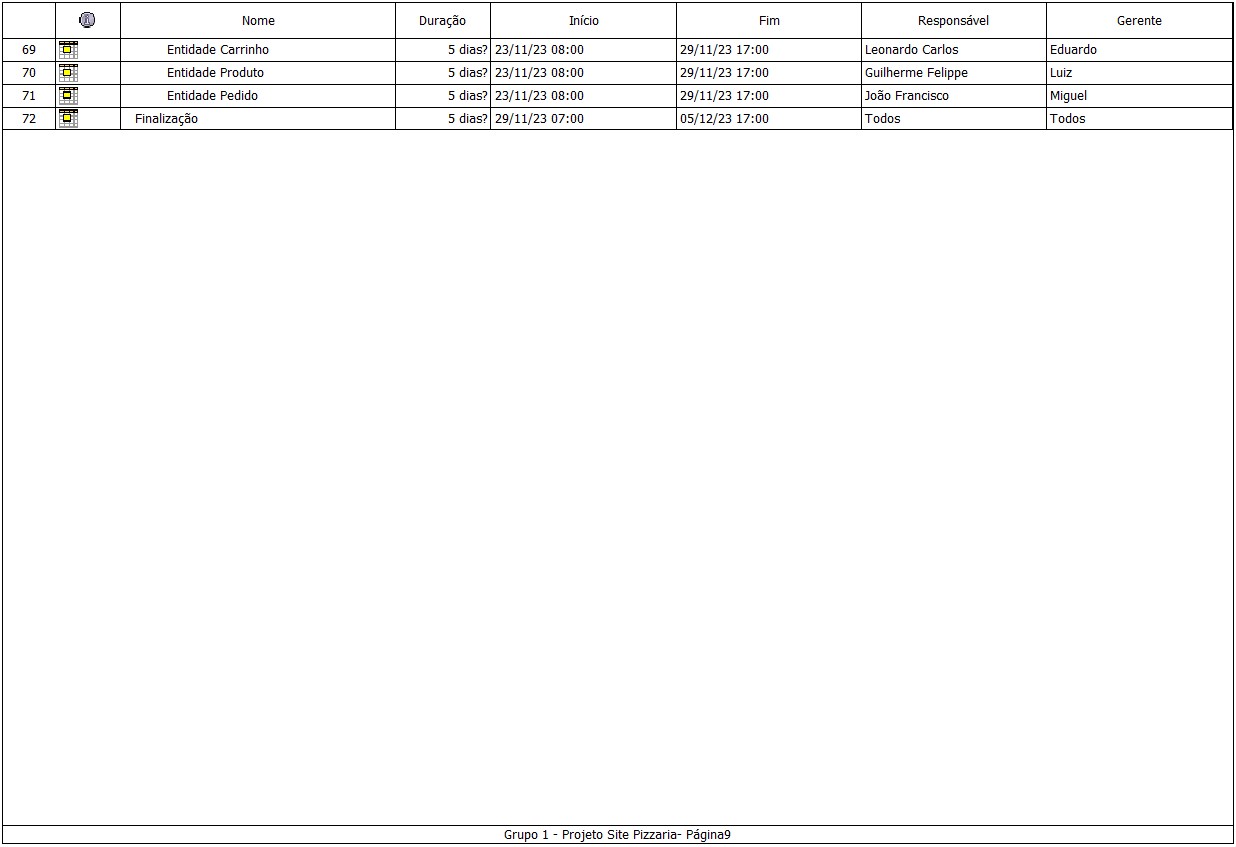 Nome Duração Início Fim Responsável Gerente
69 Entidade Carrinho 5 dias? 23/11/23 08:00 29/11/23 17:00 Leonardo Carlos Eduardo
70 Entidade Produto 5 dias? 23/11/23 08:00 29/11/23 17:00 Guilherme Felippe Luiz
71 Entidade Pedido 5 dias? 23/11/23 08:00 29/11/23 17:00 João Francisco Miguel
72 Finalização 5 dias? 29/11/23 07:00 05/12/23 17:00 Todos Todos
Grupo 1 - Projeto Site Pizzaria- Página9